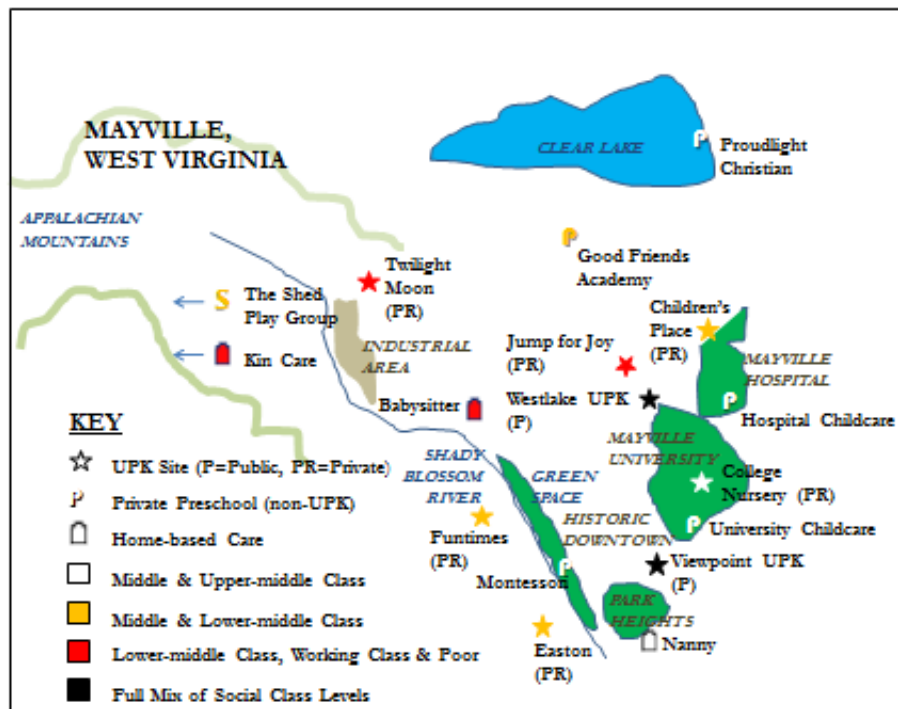 MAYVILLE,
WEST VIRGINIA
CLEAR LAKE
P
Proudlight
Christian
APPALACHIAN
MOUNTAINS
P
Good Friends
Academy
Twilight
Moon
(PR)
S
The Shed
Play Group
Children's
Place
(PR)
Jump for Joy
(PR)
INDUSTRIAL
AREA
Kin Care
MAYVILLE
HOSPITAL
Westlake UPK
(P)
Babysitter
P
Hospital Childcare
KEY
UPK Site (P=Public, PR=Private)
P
Private Preschool (non-UPK)
Home-based Care
Middle & Upper-middle Class
Middle & Lower-middle Class
Lower-middle Class, Working Class & Poor
Full Mix of Social Class Levels
MAYVILLE
UNIVERSITY
SHADY
BLOSSOM
RIVER
GREEN
SPACE
College
Nursery (PR)
HISTORIC
DOWNTOWN
P
University Childcare
Funtimes
(PR)
Montessori
P
Viewpoint UPK
(P)
PARK
HEIGHTS
Nanny
Easton
(PR)